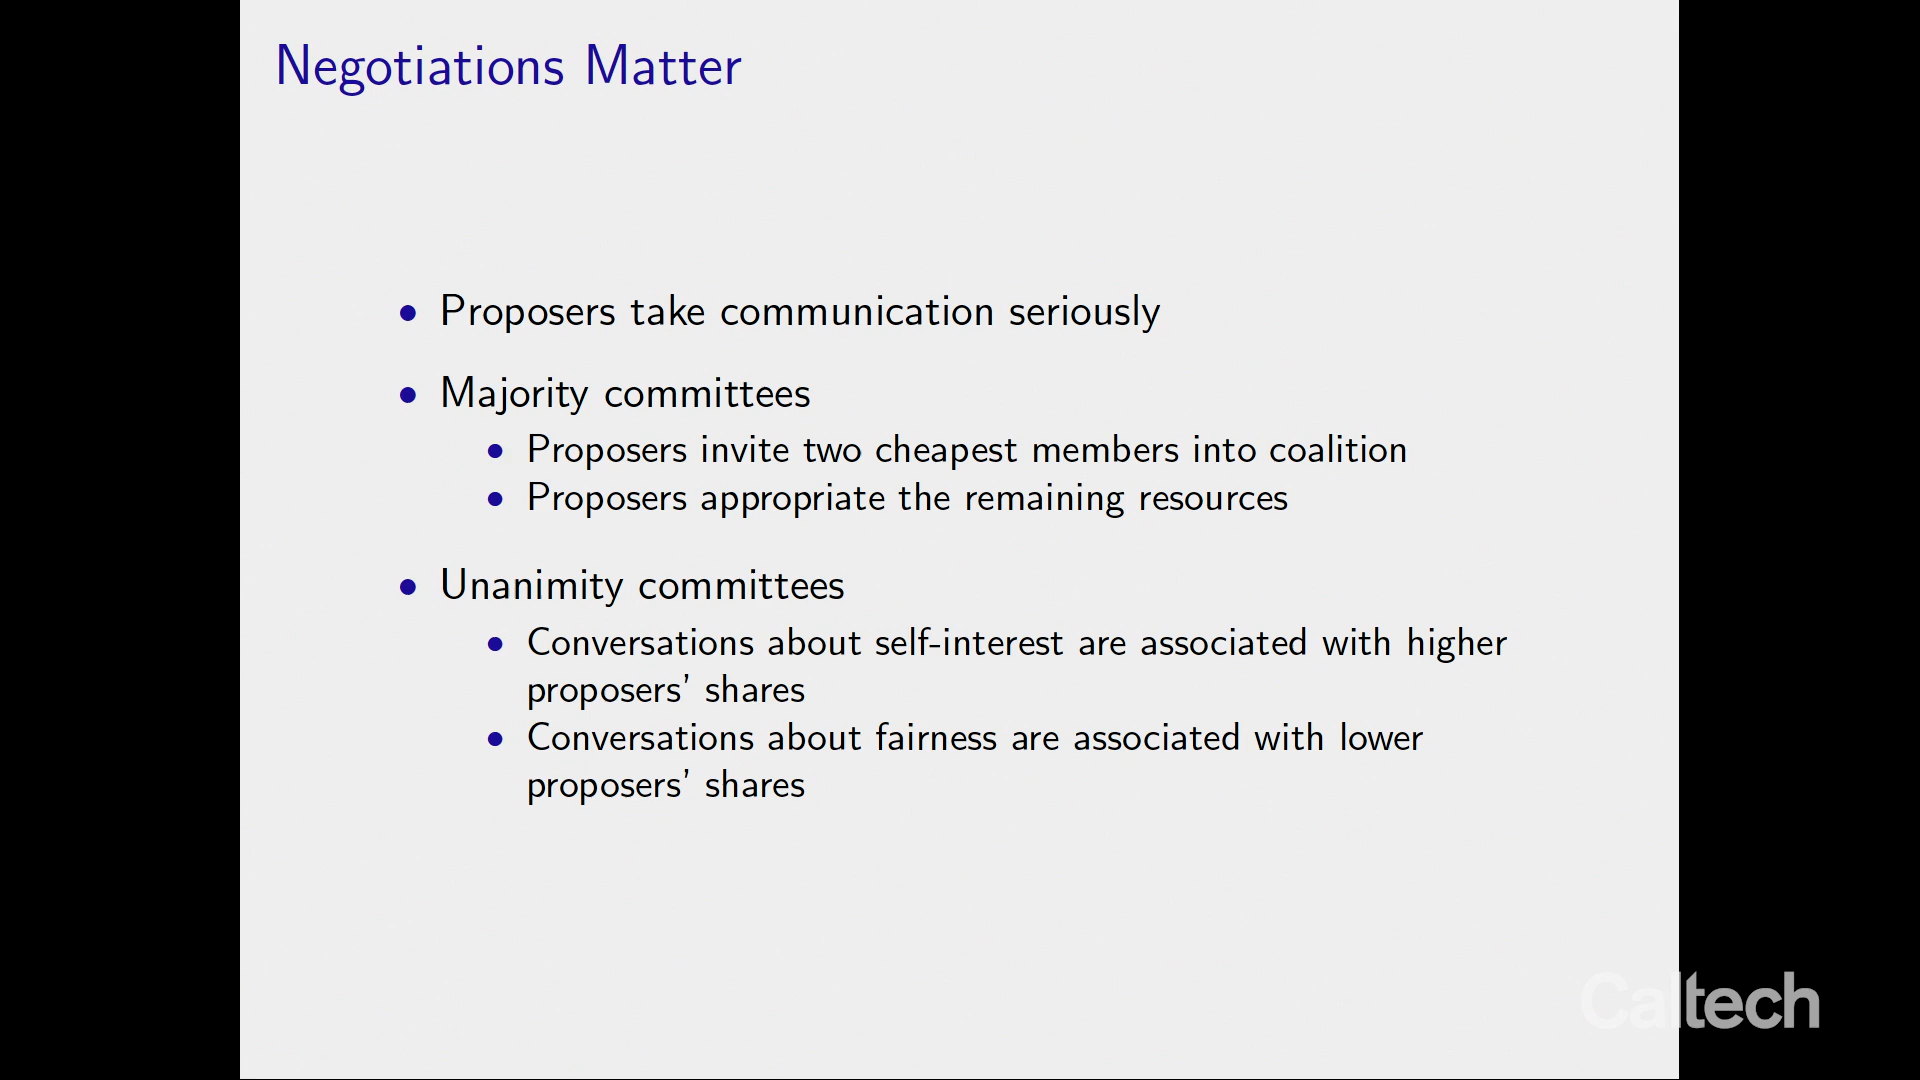 Negotiations Matter
• Proposers take communication seriously
• Majority committees
• Proposers invite two cheapest members into coalition
• Proposers appropriate the remaining resources
• Unanimity committees
• Conversations about self-interest are associated with higher
proposers' shares
• Conversations about fairness are associated with lower
proposers' shares
Caltech